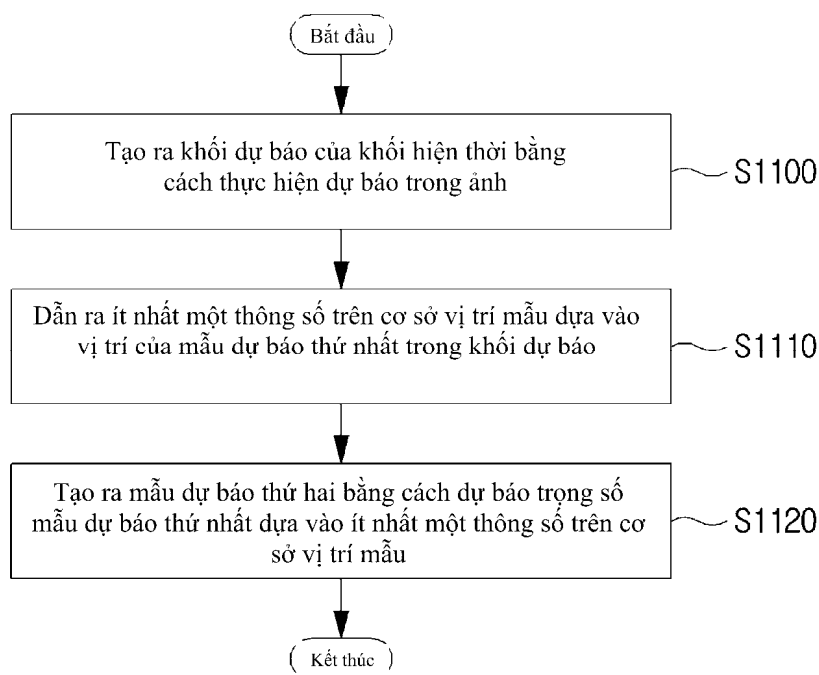 Bắt đầu
Tạo ra khối dự báo của khối hiện thời bằng
cách thực hiện dự báo trong ảnh
S1100
Dẫn ra ít nhất một thông số trên cơ sở vị trí mẫu dựa vào
vị trí của mẫu dự báo thứ nhất trong khối dự báo
S1110
Tạo ra mẫu dự báo thứ hai bằng cách dự báo trọng số
mẫu dự báo thứ nhất dựa vào ít nhất một thông số trên cơ
sở vị trí mẫu
S1120
Kết thúc